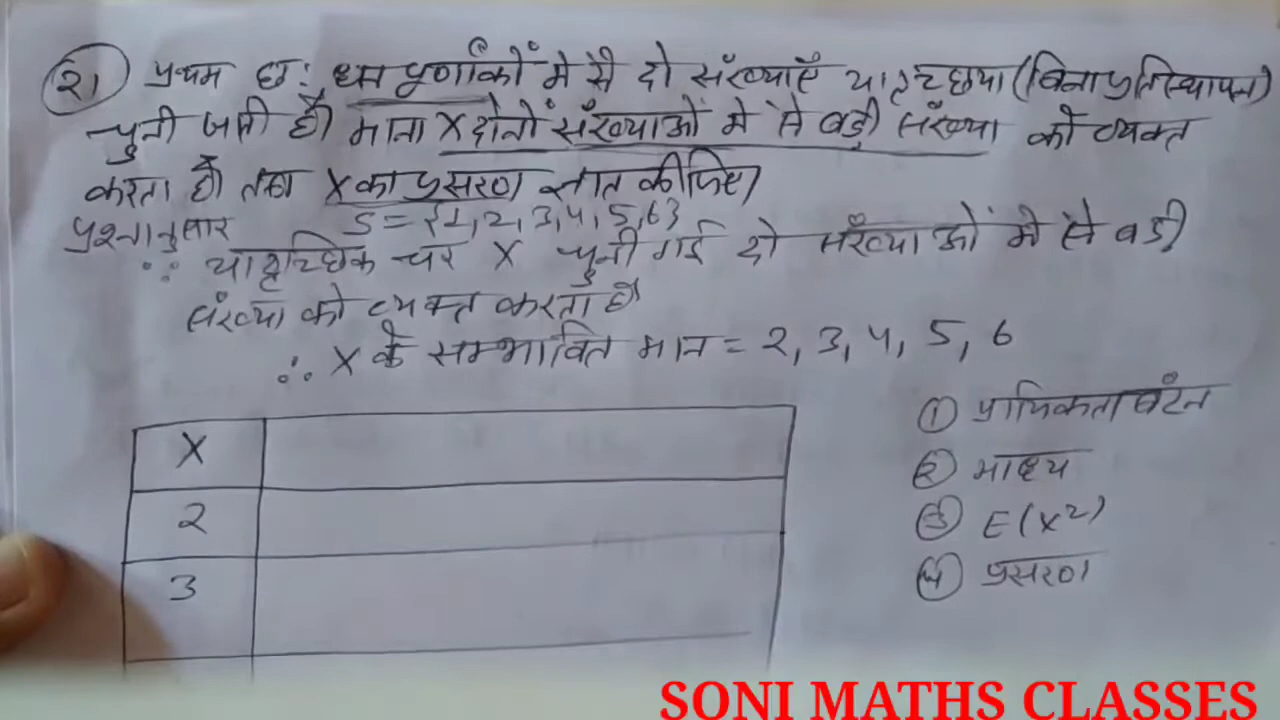 21 प्रथम छः धन पूर्णांकों में से दो संख्याएँ यादृच्छया (बिना प्रतिस्थापन)
चुनी जाती है। माना X दोनों संख्याओं में से बड़ी संख्या को व्यक्त
करता है। तब X का प्रसरण ज्ञात कीजिए।
प्रश्नानुसार S = {1, 2, 3, 4, 5, 6}
∵ यादृच्छिक चर X चुनी गई दो संख्याओं में से बड़ी
संख्या को व्यक्त करता है
∴ X के सम्भावित मान = 2, 3, 4, 5, 6
① प्रायिकता बंटन
② माध्य
③ E(X²)
④ प्रसरण
X
2
3
SONI MATHS CLASSES